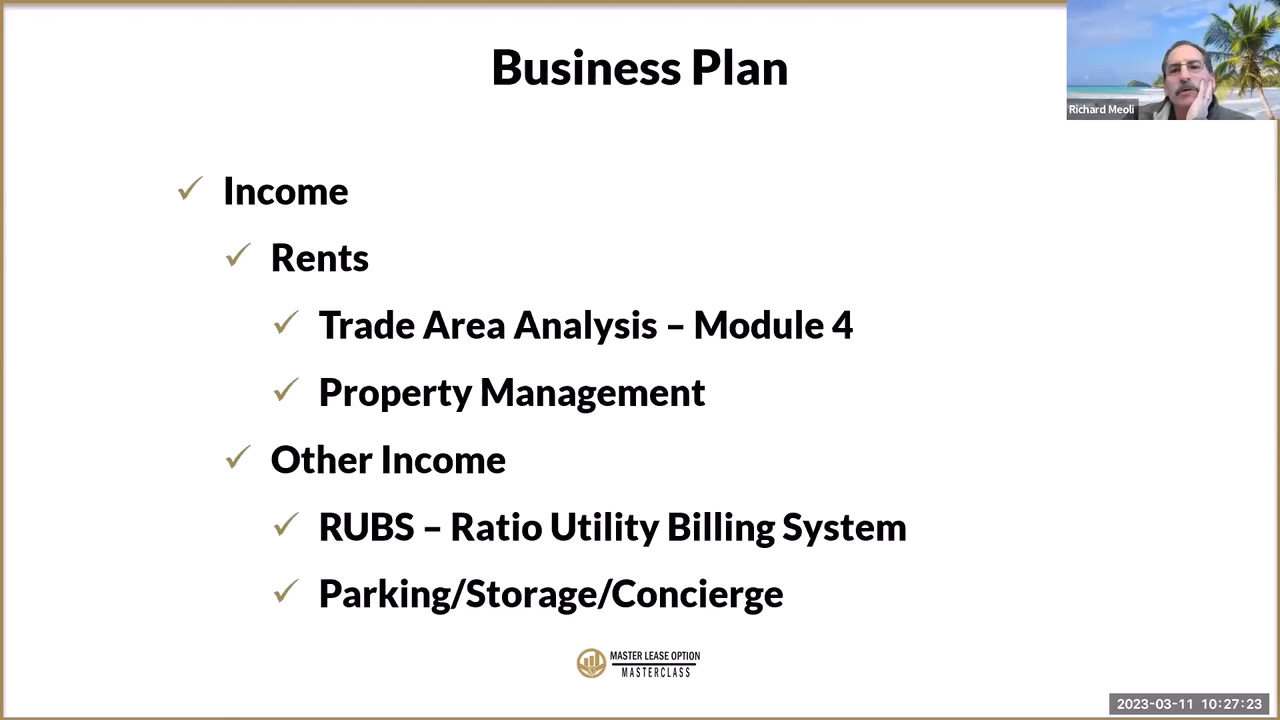 Business Plan
Richard Meoli
Income
Rents
Trade Area Analysis – Module 4
Property Management
Other Income
RUBS – Ratio Utility Billing System
Parking/Storage/Concierge
MASTER LEASE OPTION
MASTERCLASS
2023-03-11 10:27:23